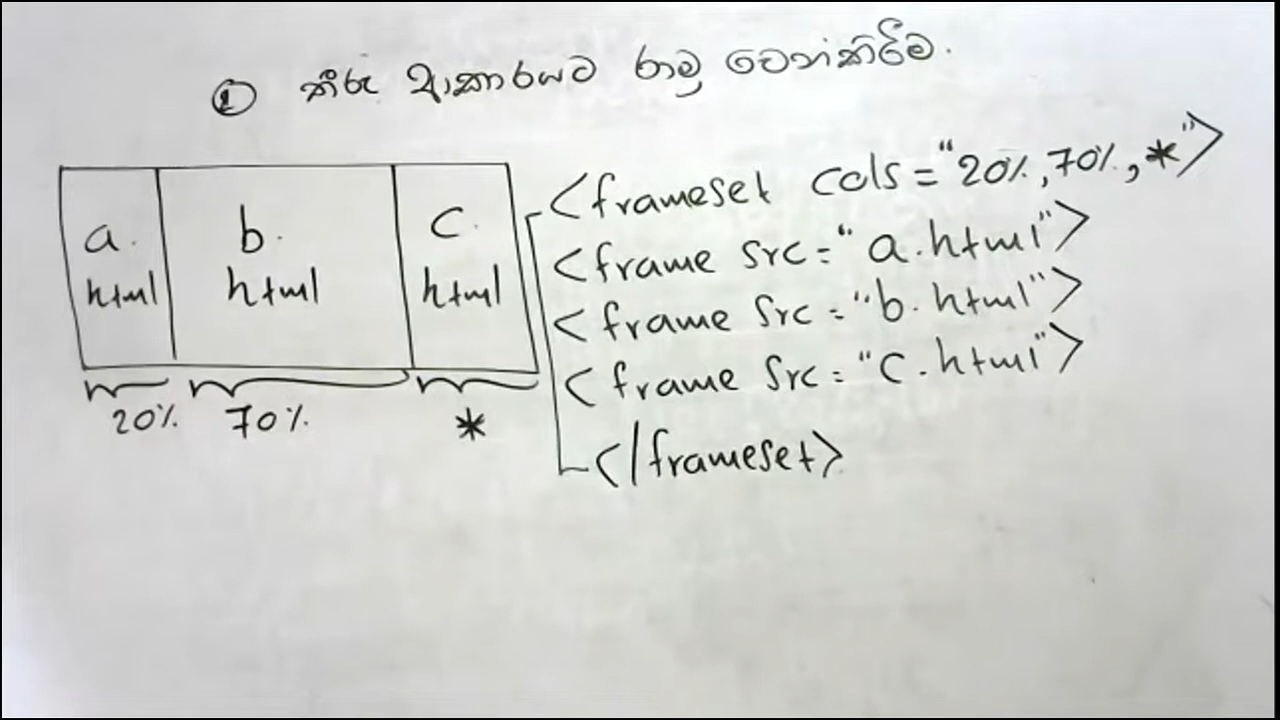 ① තීරු ආකාරයට රාමු වෙන්කිරීම.
a. html
b. html
c. html
20% 70% *
<frameset cols="20%,70%,*">
<frame src="a.html">
<frame src="b.html">
<frame src="c.html">
</frameset>